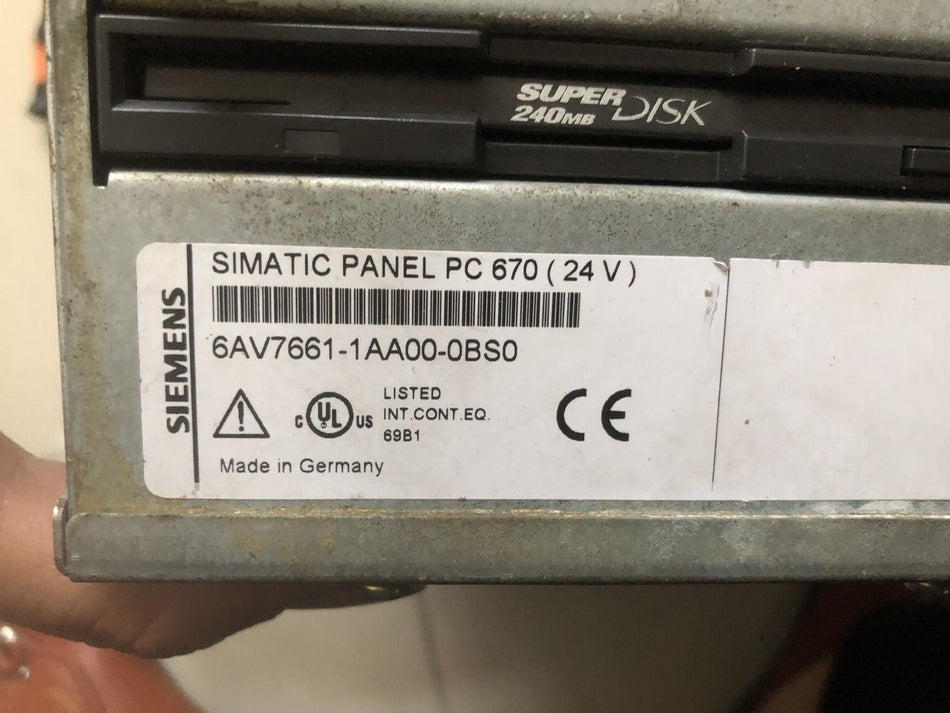 SUPER DISK
240MB
SIEMENS
SIMATIC PANEL PC 670 ( 24 V )
6AV7661-1AA00-0BS0
C UL US
LISTED
INT.CONT.EQ.
69B1
CE
Made in Germany